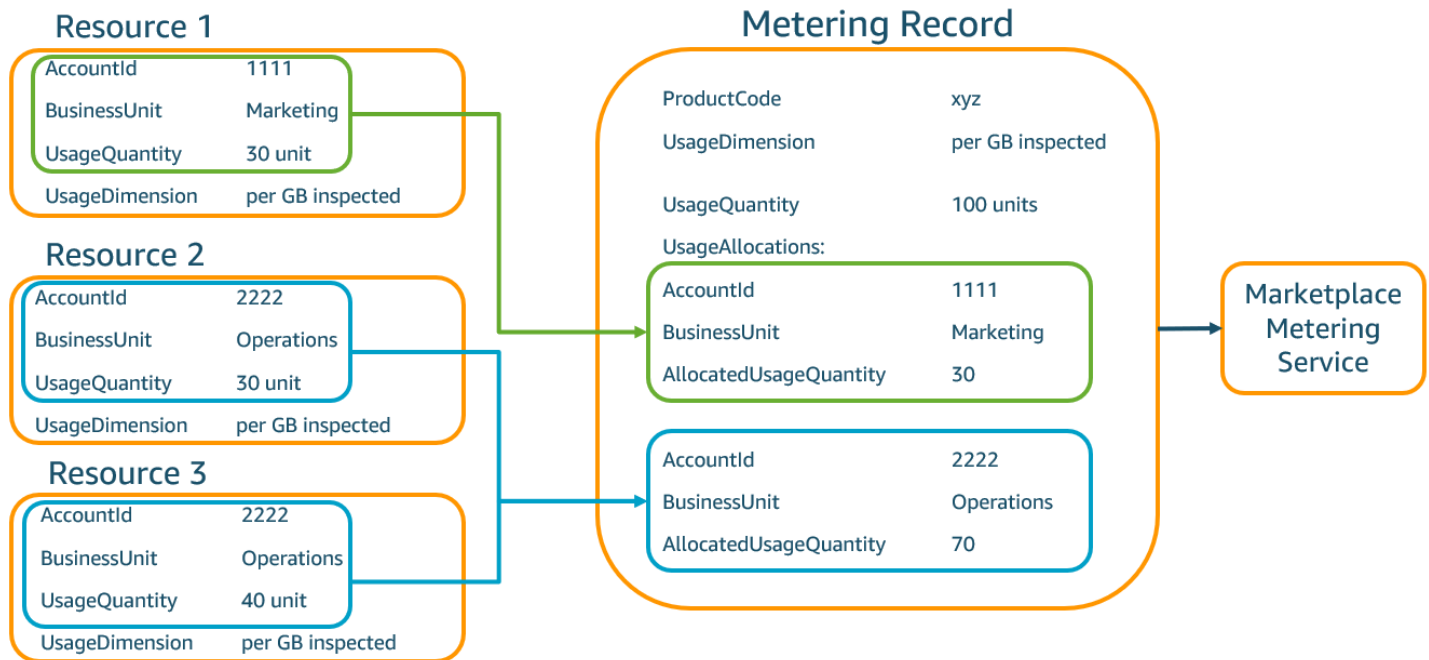 Resource 1
AccountId 1111
BusinessUnit Marketing
UsageQuantity 30 unit
UsageDimension per GB inspected
Resource 2
AccountId 2222
BusinessUnit Operations
UsageQuantity 30 unit
UsageDimension per GB inspected
Resource 3
AccountId 2222
BusinessUnit Operations
UsageQuantity 40 unit
UsageDimension per GB inspected
Metering Record
ProductCode xyz
UsageDimension per GB inspected
UsageQuantity 100 units
UsageAllocations:
AccountId 1111
BusinessUnit Marketing
AllocatedUsageQuantity 30
AccountId 2222
BusinessUnit Operations
AllocatedUsageQuantity 70
Marketplace
Metering
Service